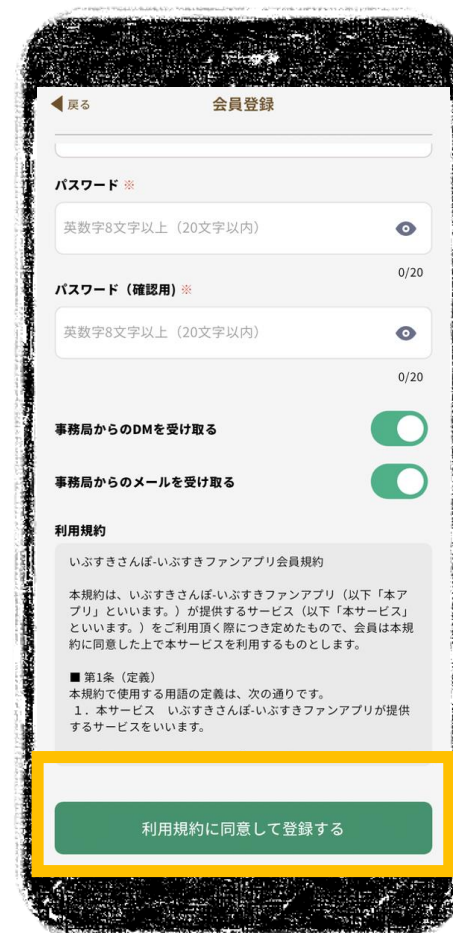 戻る
会員登録
パスワード ※
英数字8文字以上（20文字以内）
0/20
パスワード（確認用) ※
英数字8文字以上（20文字以内）
0/20
事務局からのDMを受け取る
事務局からのメールを受け取る
利用規約
いぶすきさんぽ-いぶすきファンアプリ会員規約
本規約は、いぶすきさんぽ-いぶすきファンアプリ（以下「本ア
プリ」といいます。）が提供するサービス（以下「本サービス」
といいます。）をご利用頂く際につき定めたもので、会員は本規
約に同意した上で本サービスを利用するものとします。
■ 第1条（定義）
本規約で使用する用語の定義は、次の通りです。
１．本サービス　いぶすきさんぽ-いぶすきファンアプリが提供
するサービスをいいます。
利用規約に同意して登録する